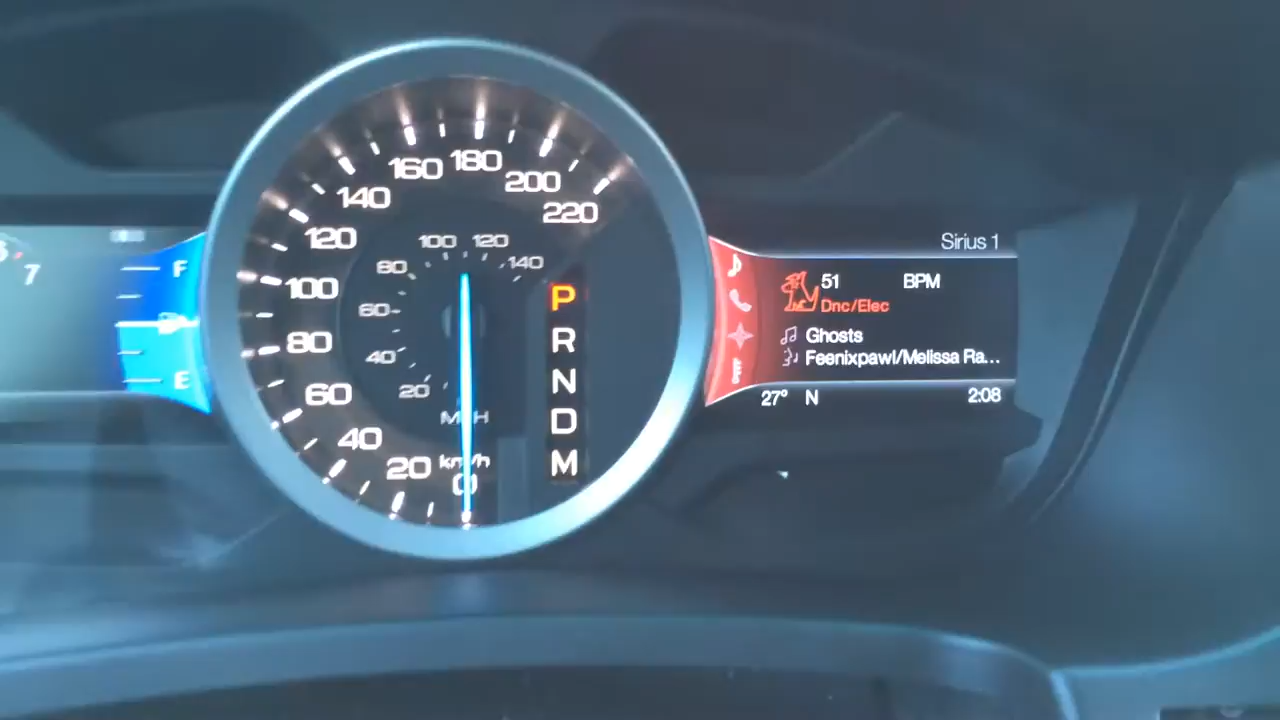 7
F
E
220
200
180
160
140
120
100
80
60
40
20
0
km/h
MPH
20
40
60
80
100
120
140
P
R
N
D
M
Sirius 1
51 BPM
Dnc/Elec
Ghosts
Feenixpawl/Melissa Ra...
27° N 2:08